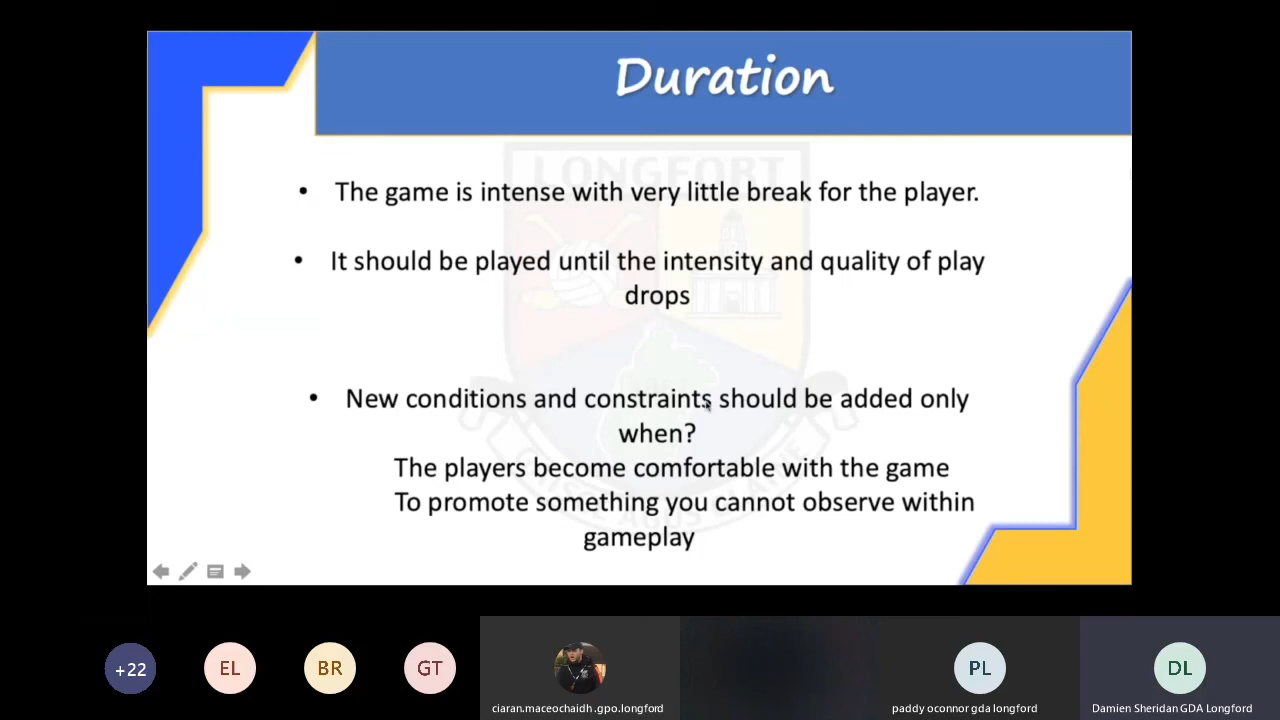 Duration
LONGFORT
• The game is intense with very little break for the player.
• It should be played until the intensity and quality of play
drops
• New conditions and constraints should be added only
when?
The players become comfortable with the game
To promote something you cannot observe within
gameplay
+22
EL
BR
GT
PL
DL
ciaran.maceochaidh .gpo.longford
paddy oconnor gda longford
Damien Sheridan GDA Longford